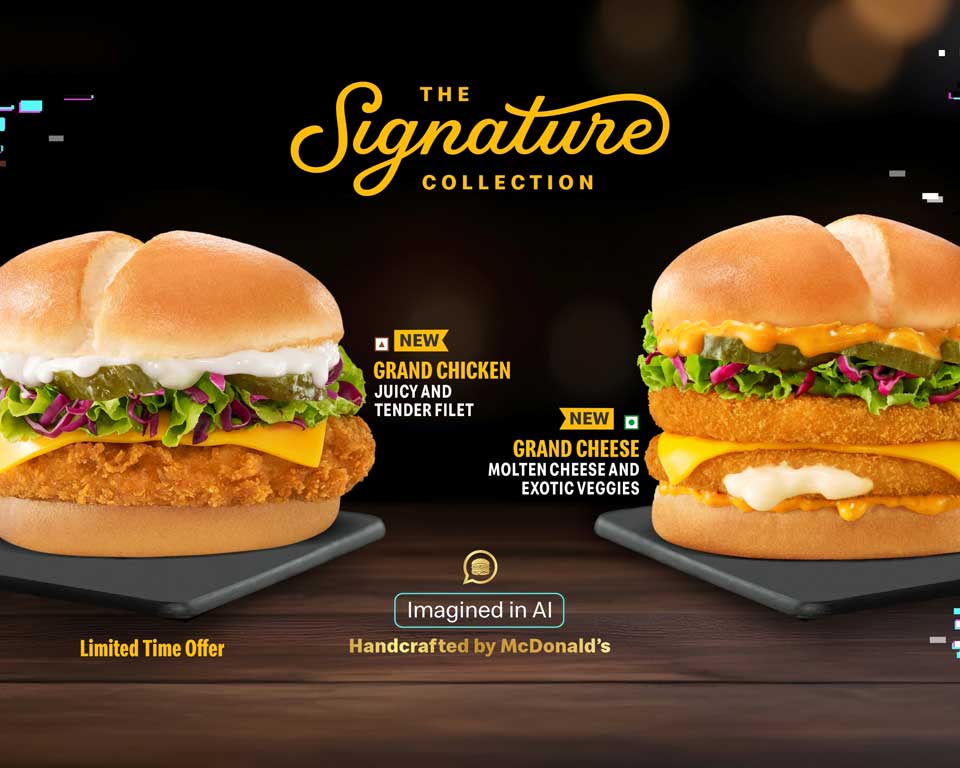 THE
Signature
COLLECTION
NEW
GRAND CHICKEN
JUICY AND
TENDER FILET
NEW
GRAND CHEESE
MOLTEN CHEESE AND
EXOTIC VEGGIES
Imagined in AI
Handcrafted by McDonald's
Limited Time Offer